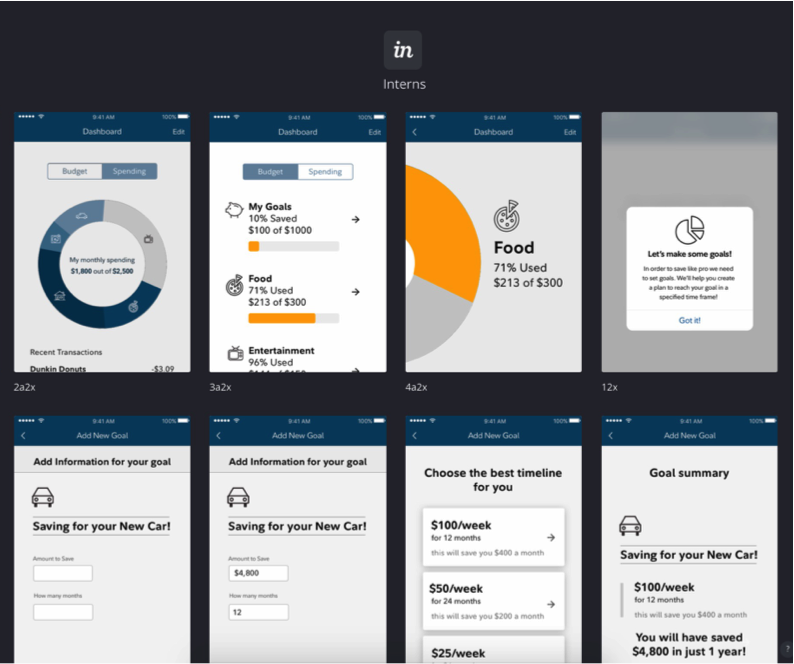 in
Interns
9:41 AM 100%
Dashboard Edit
Budget Spending
My monthly spending
$1,800 out of $2,500
Recent Transactions
Dunkin Donuts -$3.09
2a2x
9:41 AM 100%
Dashboard Edit
Budget Spending
My Goals
10% Saved
$100 of $1000
Food
71% Used
$213 of $300
Entertainment
96% Used
3a2x
9:41 AM 100%
Dashboard Edit
Food
71% Used
$213 of $300
4a2x
Let's make some goals!
In order to save like pro we need
to set goals. We'll help you create
a plan to reach your goal in a
specified time frame!
Got it!
12x
9:41 AM 100%
Add New Goal
Add Information for your goal
Saving for your New Car!
Amount to Save
How many months
9:41 AM 100%
Add New Goal
Add Information for your goal
Saving for your New Car!
Amount to Save
$4,800
How many months
12
9:41 AM 100%
Add New Goal
Choose the best timeline
for you
$100/week
for 12 months
this will save you $400 a month
$50/week
for 24 months
this will save you $200 a month
$25/week
9:41 AM 100%
Add New Goal
Goal summary
Saving for your New Car!
$100/week
for 12 months
this will save you $400 a month
You will have saved
$4,800 in just 1 year!
?